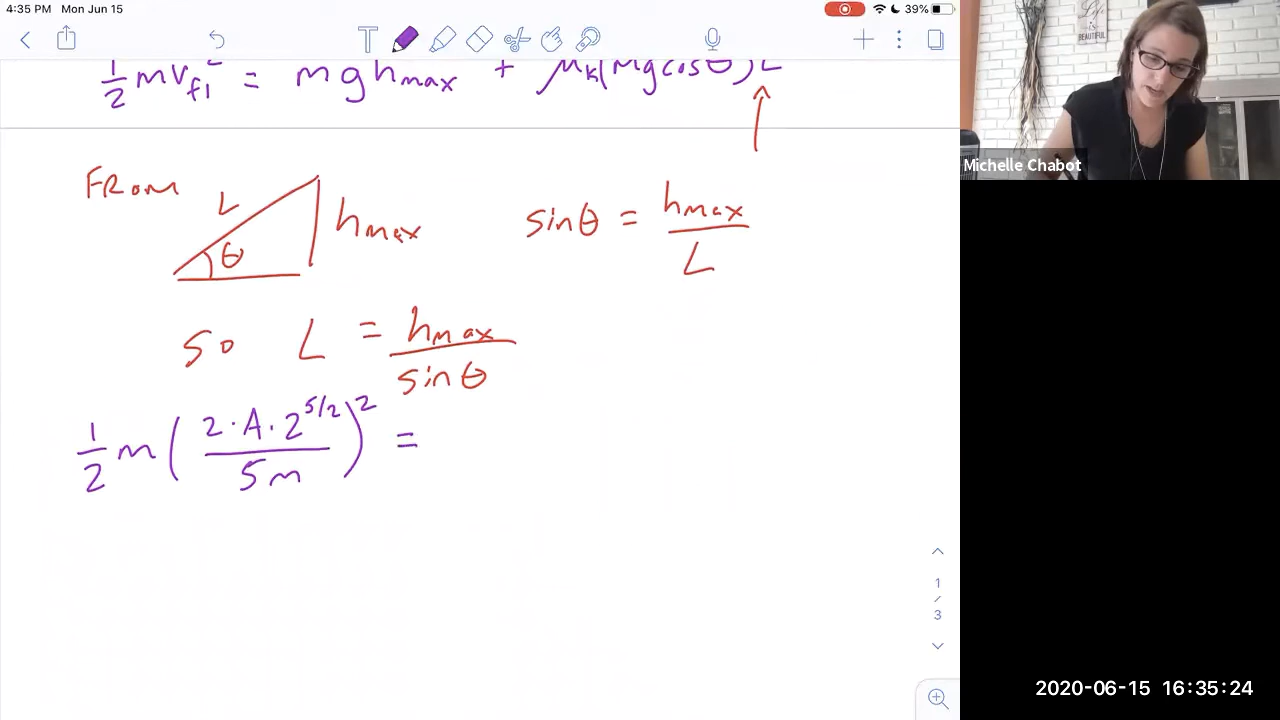 4:35 PM Mon Jun 15
39%
T
½mv_f1² = mgh_max + μ_k(mgcosθ)L
FROM
L
θ
h_max
sinθ = h_max / L
so L = h_max / sinθ
½m(2·A·2^(5/2) / 5m)² =
1
/
3
BEAUTIFUL
Michelle Chabot
2020-06-15 16:35:24